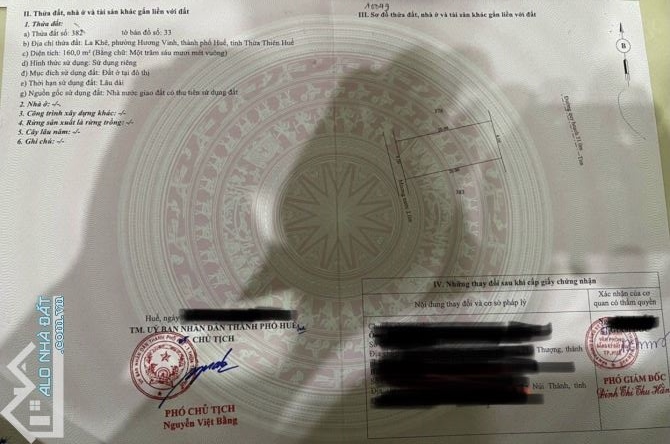 II. Thửa đất, nhà ở và tài sản khác gắn liền với đất
1. Thửa đất:
a) Thửa đất số: 382 tờ bản đồ số: 33
b) Địa chỉ thửa đất: La Khê, phường Hương Vinh, thành phố Huế, tỉnh Thừa Thiên Huế
c) Diện tích: 160,0 m² (Bằng chữ: Một trăm sáu mươi mét vuông)
d) Hình thức sử dụng: Sử dụng riêng
đ) Mục đích sử dụng đất: Đất ở tại đô thị
e) Thời hạn sử dụng đất: Lâu dài
g) Nguồn gốc sử dụng đất: Nhà nước giao đất có thu tiền sử dụng đất
2. Nhà ở: -/-
3. Công trình xây dựng khác: -/-
4. Rừng sản xuất là rừng trồng: -/-
5. Cây lâu năm: -/-
6. Ghi chú: -/-
III. Sơ đồ thửa đất, nhà ở và tài sản khác gắn liền với đất
B
383
Huế, ngày
TM. ỦY BAN NHÂN DÂN THÀNH PHỐ HUẾ
CHỦ TỊCH
PHÓ CHỦ TỊCH
Nguyễn Việt Bằng
IV. Những thay đổi sau khi cấp giấy chứng nhận
Nội dung thay đổi và cơ sở pháp lý
Xác nhận của cơ
quan có thẩm quyền
Thượng, thành
Núi Thành, tỉnh
PHÓ GIÁM ĐỐC
Đinh Thị Thu Hân
ALO NHÀ ĐẤT
.com.vn